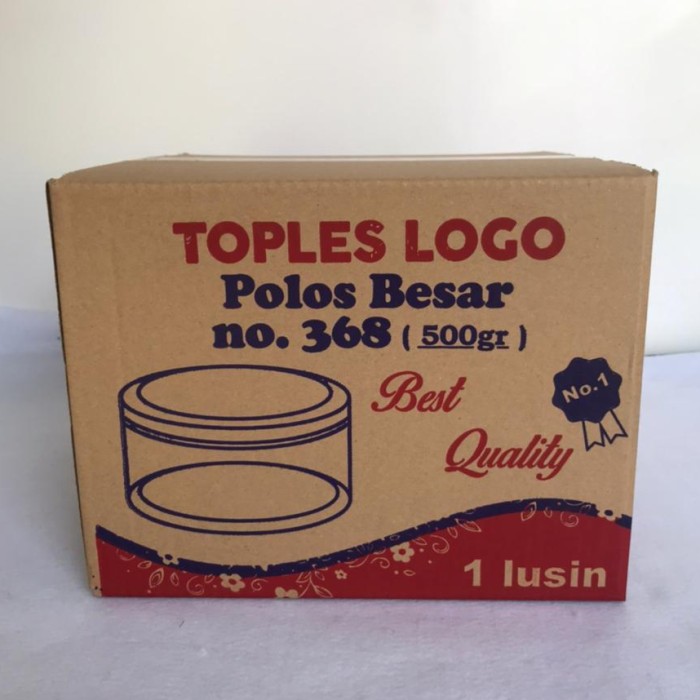 TOPLES LOGO
Polos Besar
no. 368 ( 500gr )
Best
Quality
No.1
1 lusin